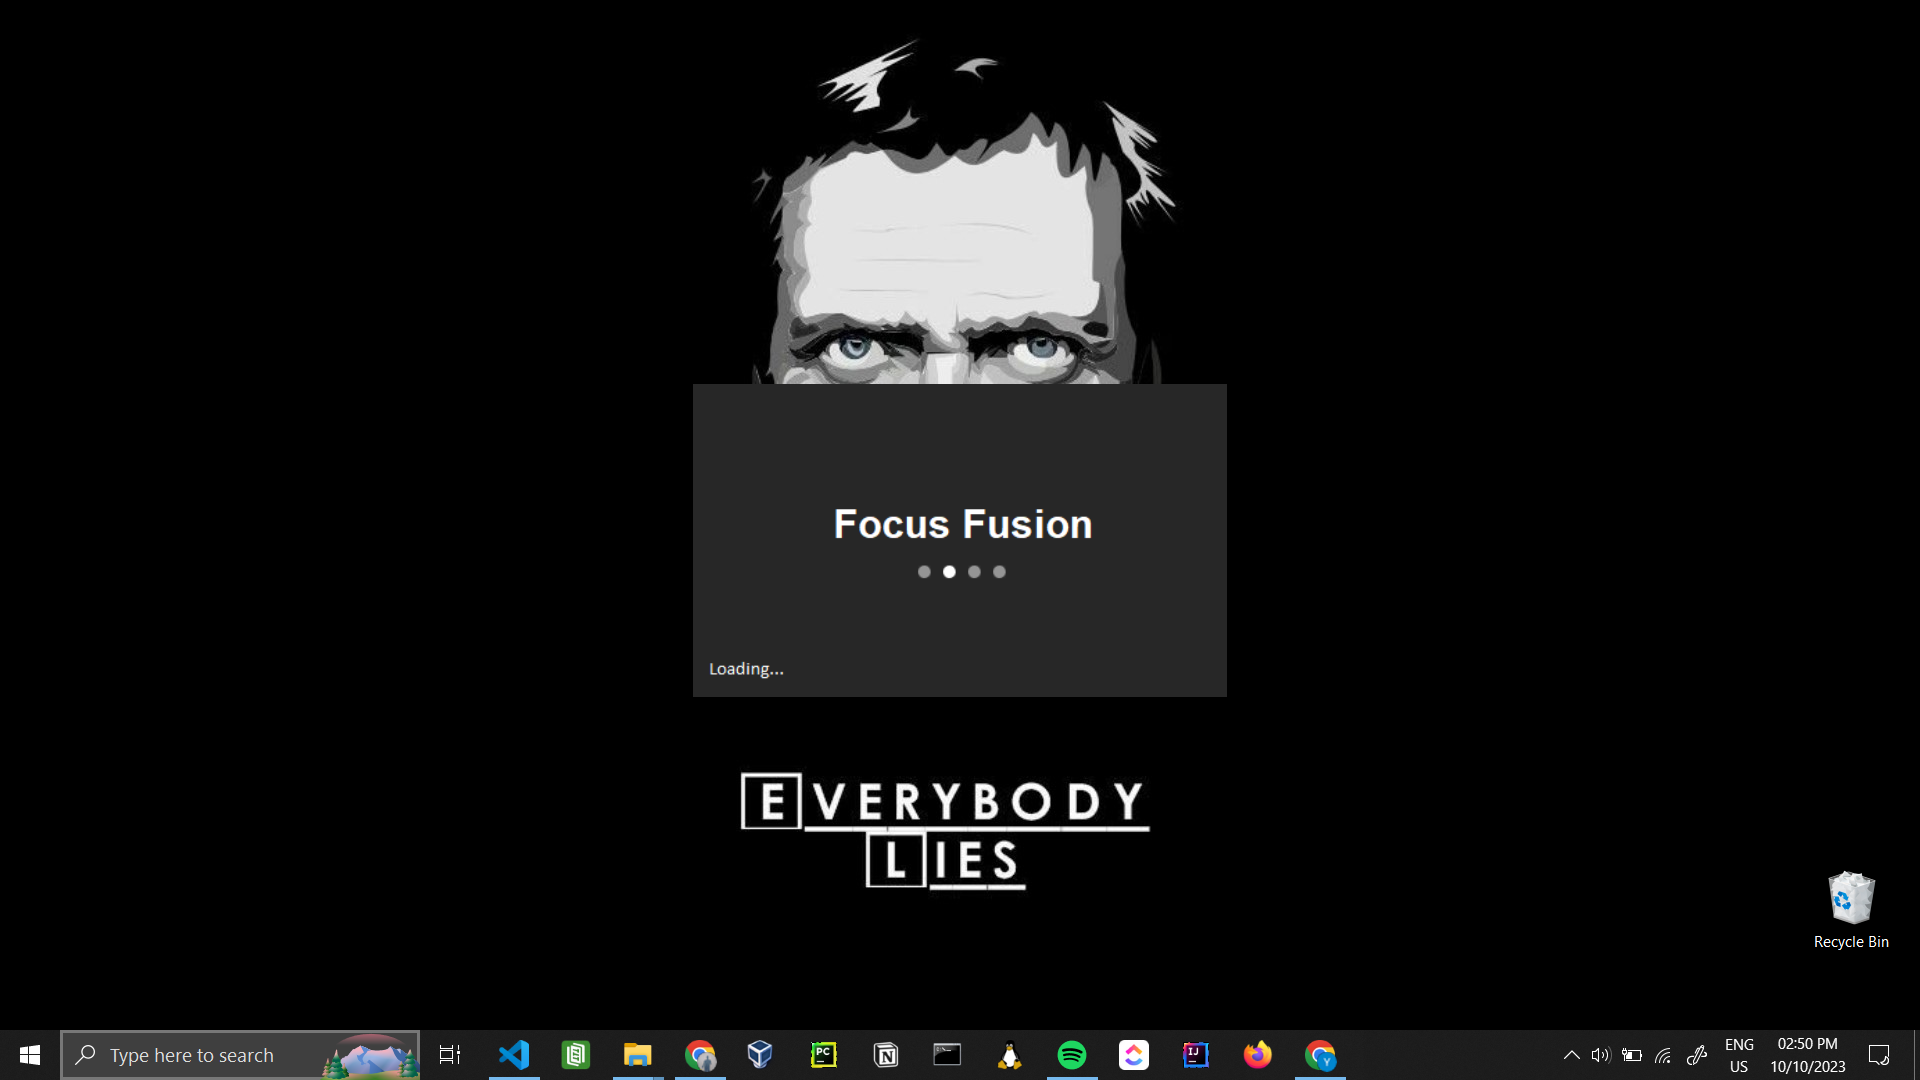 Focus Fusion
Loading...
EVERYBODY
LIES
Recycle Bin
Type here to search
PC
N
IJ
Y
ENG
US
02:50 PM
10/10/2023